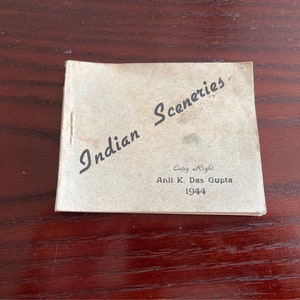 Indian Sceneries.
Copy Right
Anil K. Das Gupta
1944